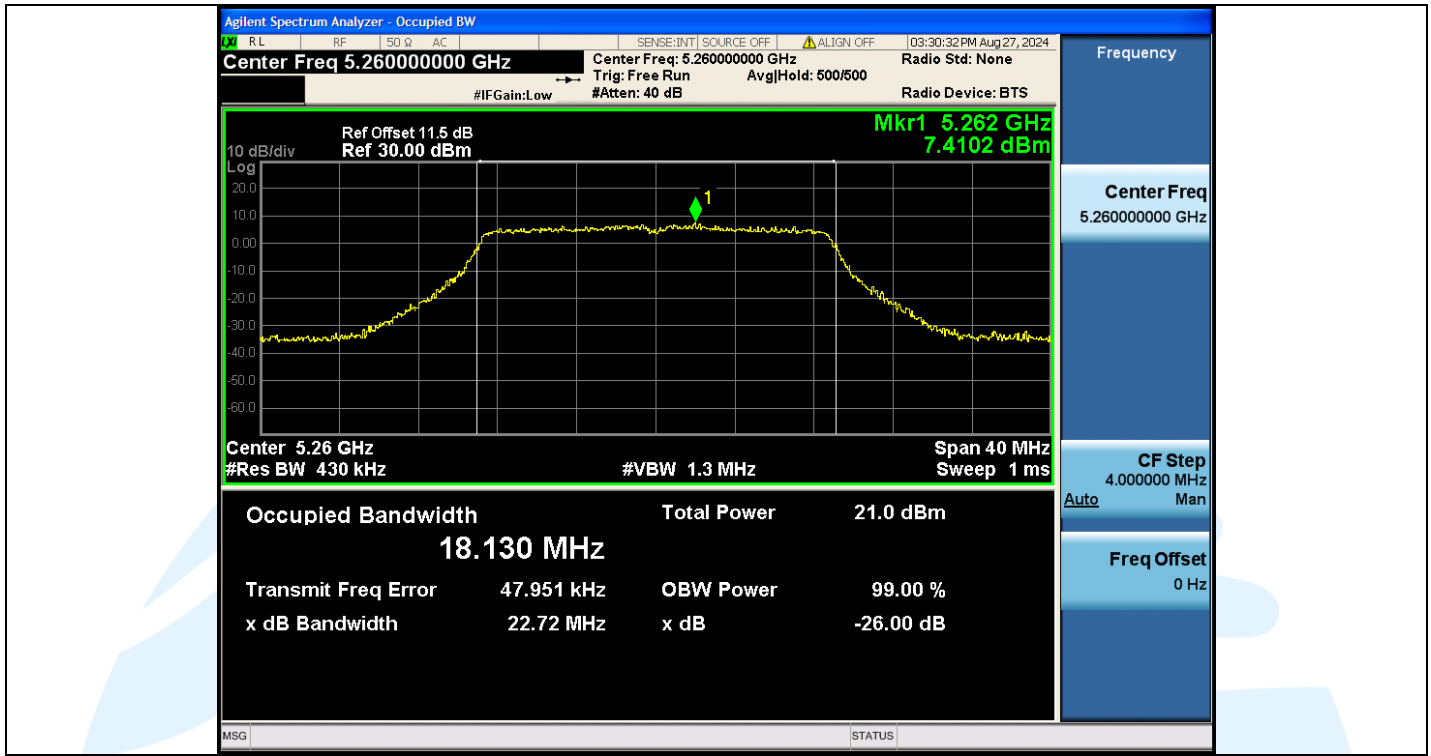 Agilent Spectrum Analyzer - Occupied BW
LXI RL RF 50 Ω AC SENSE:INT SOURCE OFF ALIGN OFF 03:30:32 PM Aug 27, 2024
Center Freq 5.260000000 GHz
Center Freq: 5.260000000 GHz
Radio Std: None
Trig: Free Run Avg|Hold: 500/500
#IFGain:Low #Atten: 40 dB Radio Device: BTS
Mkr1 5.262 GHz
7.4102 dBm
Ref Offset 11.5 dB
10 dB/div Ref 30.00 dBm
Log
20.0
10.0
0.00
-10.0
-20.0
-30.0
-40.0
-50.0
-60.0
1
Center 5.26 GHz Span 40 MHz
#Res BW 430 kHz #VBW 1.3 MHz Sweep 1 ms
Occupied Bandwidth Total Power 21.0 dBm
18.130 MHz
Transmit Freq Error 47.951 kHz OBW Power 99.00 %
x dB Bandwidth 22.72 MHz x dB -26.00 dB
MSG STATUS
Frequency
Center Freq
5.260000000 GHz
CF Step
4.000000 MHz
Auto Man
Freq Offset
0 Hz